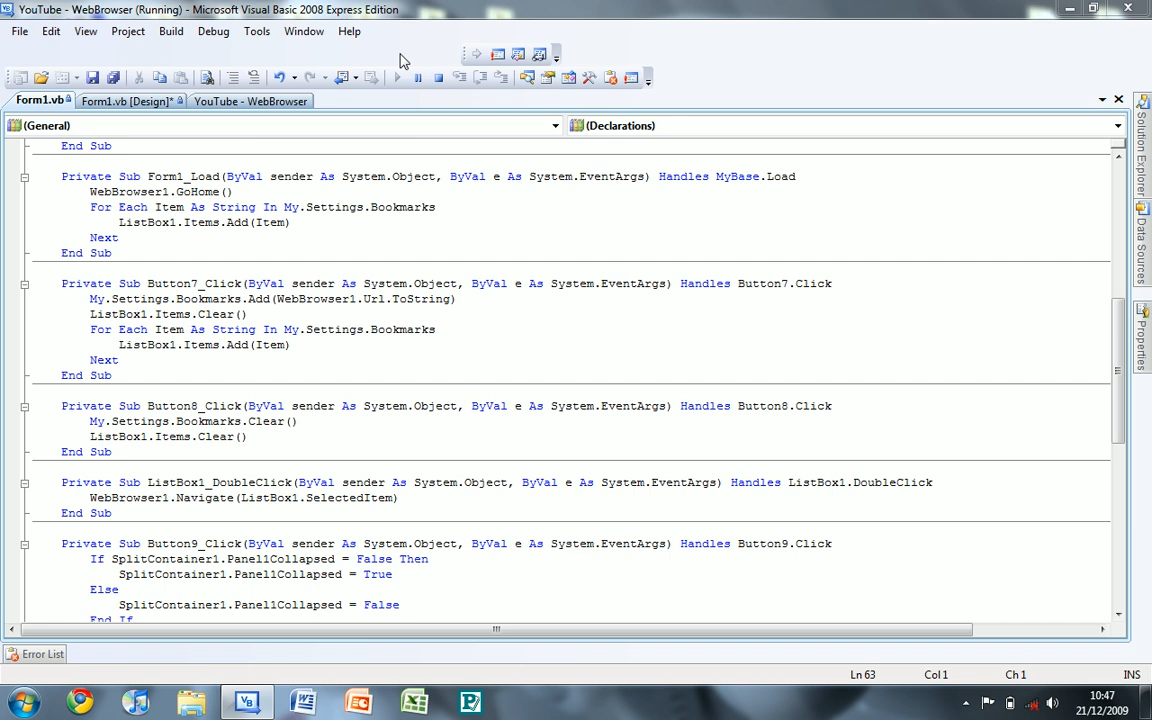 YouTube - WebBrowser (Running) - Microsoft Visual Basic 2008 Express Edition
File Edit View Project Build Debug Tools Window Help
Form1.vb Form1.vb [Design]* YouTube - WebBrowser
(General) (Declarations)
End Sub
Private Sub Form1_Load(ByVal sender As System.Object, ByVal e As System.EventArgs) Handles MyBase.Load
WebBrowser1.GoHome()
For Each Item As String In My.Settings.Bookmarks
ListBox1.Items.Add(Item)
Next
End Sub
Private Sub Button7_Click(ByVal sender As System.Object, ByVal e As System.EventArgs) Handles Button7.Click
My.Settings.Bookmarks.Add(WebBrowser1.Url.ToString)
ListBox1.Items.Clear()
For Each Item As String In My.Settings.Bookmarks
ListBox1.Items.Add(Item)
Next
End Sub
Private Sub Button8_Click(ByVal sender As System.Object, ByVal e As System.EventArgs) Handles Button8.Click
My.Settings.Bookmarks.Clear()
ListBox1.Items.Clear()
End Sub
Private Sub ListBox1_DoubleClick(ByVal sender As System.Object, ByVal e As System.EventArgs) Handles ListBox1.DoubleClick
WebBrowser1.Navigate(ListBox1.SelectedItem)
End Sub
Private Sub Button9_Click(ByVal sender As System.Object, ByVal e As System.EventArgs) Handles Button9.Click
If SplitContainer1.Panel1Collapsed = False Then
SplitContainer1.Panel1Collapsed = True
Else
SplitContainer1.Panel1Collapsed = False
End If
Solution Explorer
Data Sources
Properties
Error List
Ln 63 Col 1 Ch 1 INS
10:47
21/12/2009